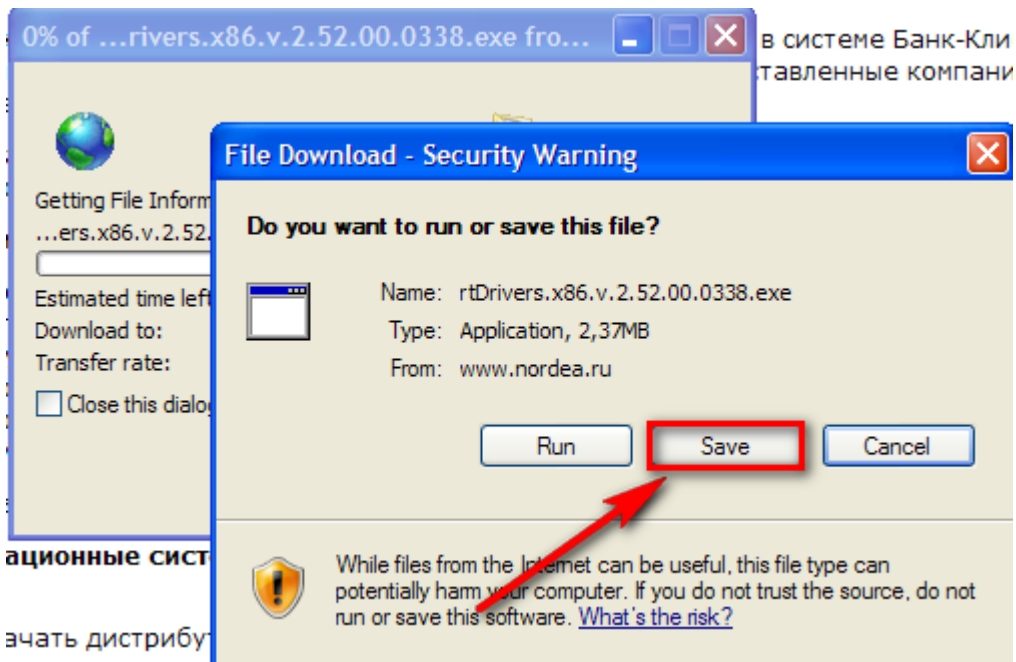 0% of ...rivers.x86.v.2.52.00.0338.exe fro...
в системе Банк-Кли
тавленные компани
Getting File Inform
...ers.x86.v.2.52.
Estimated time left
Download to:
Transfer rate:
Close this dialo
File Download - Security Warning
Do you want to run or save this file?
Name: rtDrivers.x86.v.2.52.00.0338.exe
Type: Application, 2,37MB
From: www.nordea.ru
Run Save Cancel
While files from the Internet can be useful, this file type can
potentially harm your computer. If you do not trust the source, do not
run or save this software. What's the risk?
ационные сист
ачать дистрибу